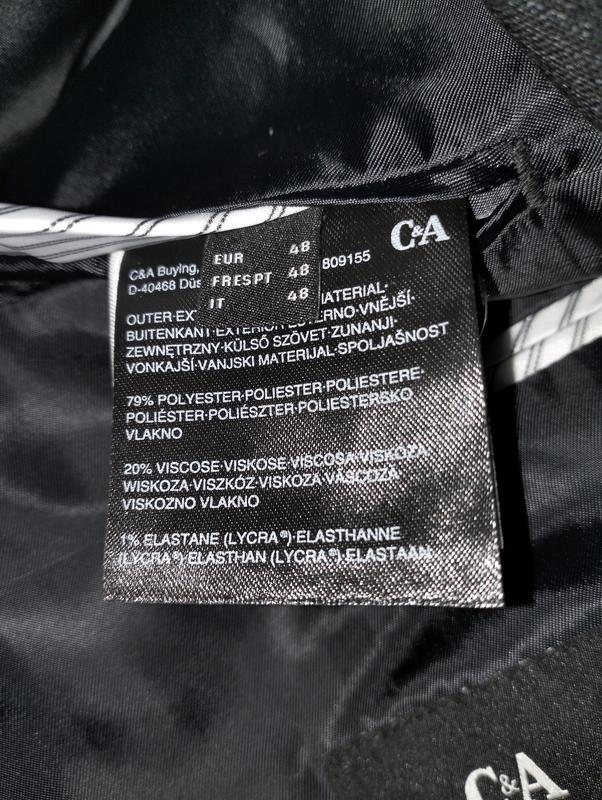 C&A
EUR 48
FRESPT 48
IT 48
C&A Buying, 809155
D-40468
OUTER·
MATERIAL·
BUITENKANT·EXTERIOR ·VNĚJŠÍ·
ZEWNĘTRZNY·KÜLSŐ SZÖVET·ZUNANJI·
VONKAJŠÍ·VANJSKI MATERIJAL·SPOLJAŠNOST
79% POLYESTER·POLIESTER·POLIESTERE·
POLIÉSTER·POLIÉSZTER·POLIESTERSKO
VLAKNO
20% VISCOSE·VISKOSE·VISCOSA·VISKÓZA·
WISKOZA·VISZKÓZ·VISKOZA·VÂSCOZA
VISKOZNO VLAKNO
1% ELASTANE (LYCRA®)·ELASTHANNE
(LYCRA®)·ELASTHAN (LYCRA®)·ELASTAAN
C&A